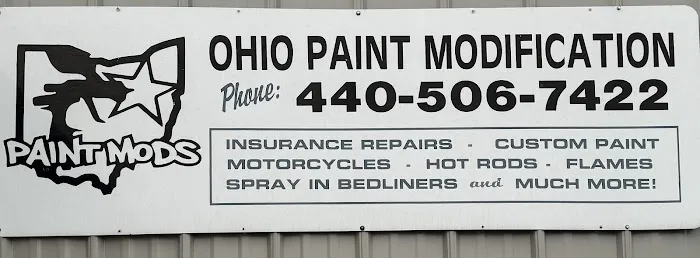 PAINT MODS
OHIO PAINT MODIFICATION
Phone: 440-506-7422
INSURANCE REPAIRS - CUSTOM PAINT
MOTORCYCLES - HOT RODS - FLAMES
SPRAY IN BEDLINERS and MUCH MORE!